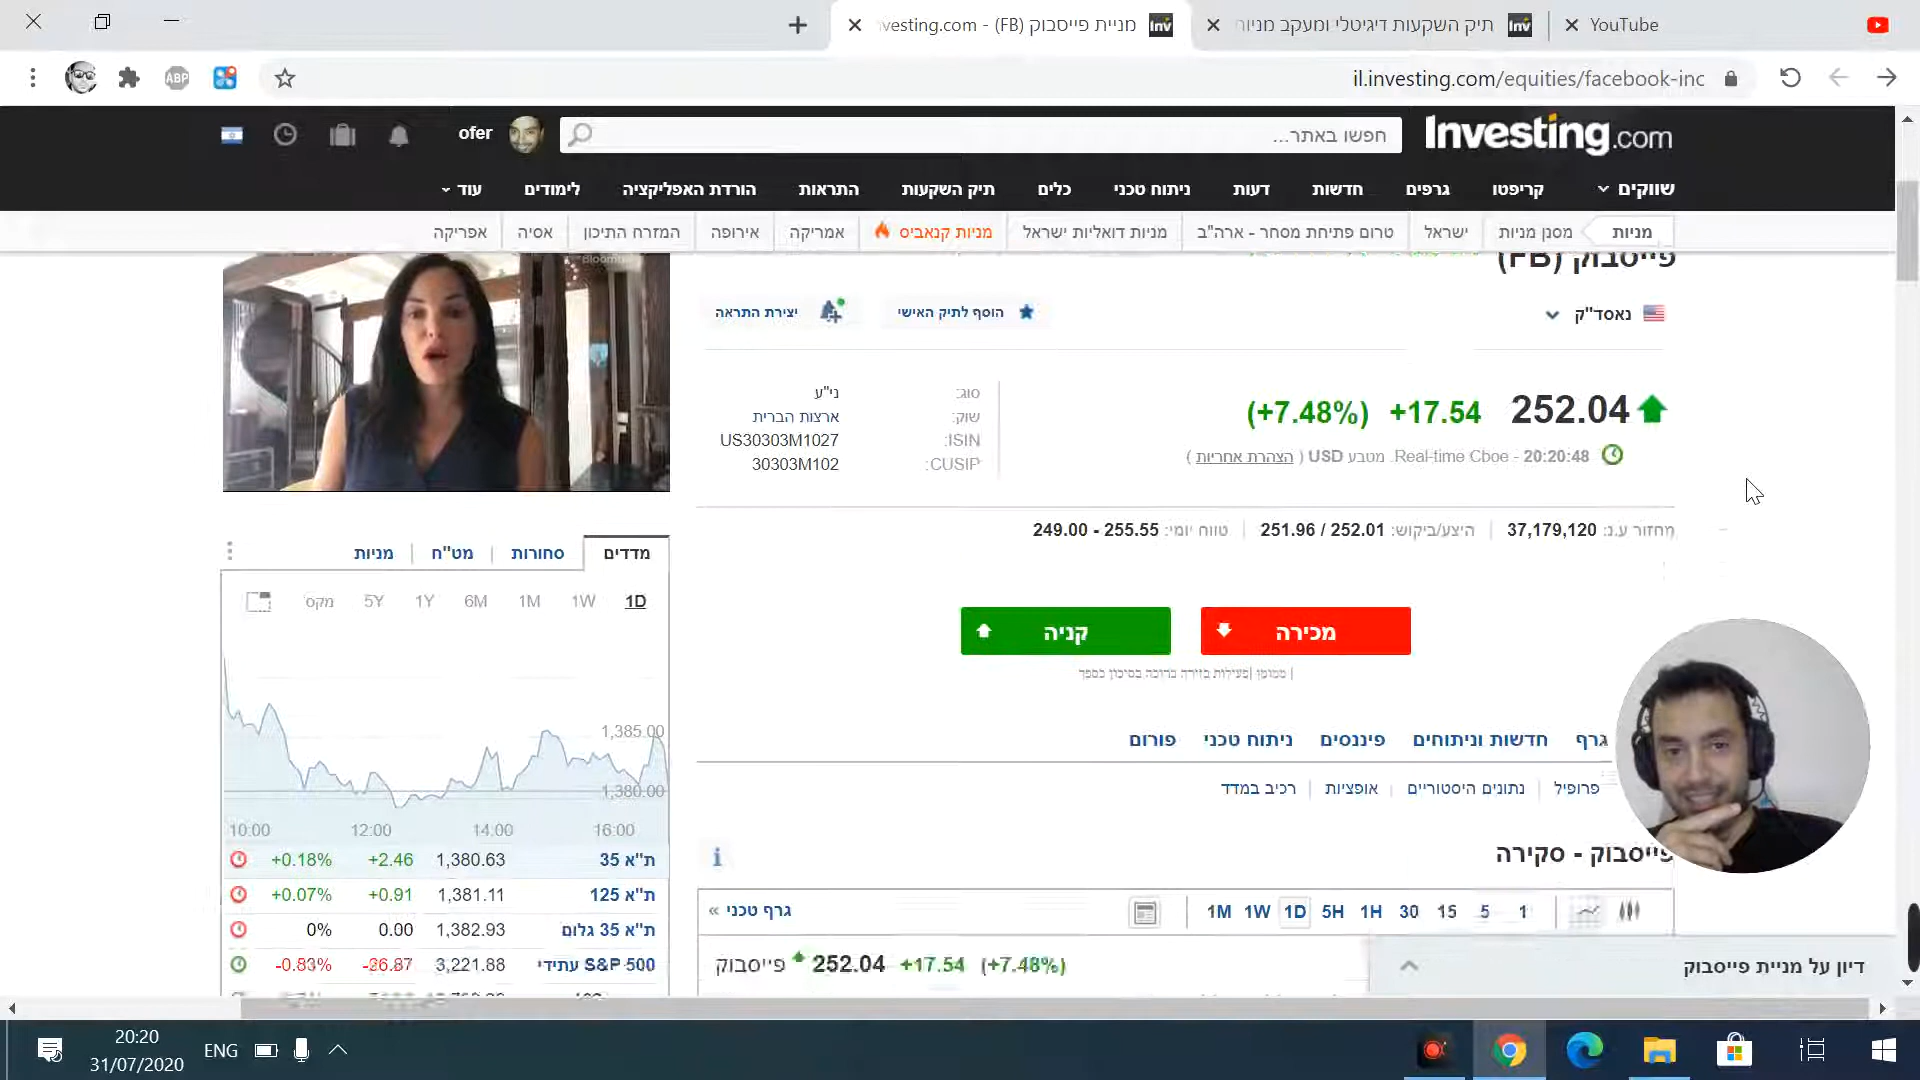 מניית פייסבוק (FB) - Investing.com
תיק השקעות דיגיטלי ומעקב מניות
YouTube
il.investing.com/equities/facebook-inc
ABP
Investing.com
חפשו באתר...
ofer
שווקים
קריפטו
גרפים
חדשות
דעות
ניתוח טכני
כלים
תיק השקעות
התראות
הורדת האפליקציה
לימודים
עוד
מניות
מסנן מניות
ישראל
טרום פתיחת מסחר - ארה"ב
מניות דואליות ישראל
מניות קנאביס
אמריקה
אירופה
המזרח התיכון
אסיה
אפריקה
פייסבוק (FB)
נאסד"ק
הוסף לתיק האישי
יצירת התראה
252.04 +17.54 (+7.48%)
20:20:48 - Real-time Cboe. מטבע USD ( הצהרת אחריות )
סוג: ני"ע
שוק: ארצות הברית
ISIN: US30303M1027
CUSIP: 30303M102
מחזור ע.נ: 37,179,120
היצע/ביקוש: 251.96 / 252.01
טווח יומי: 249.00 - 255.55
מכירה
קניה
גרף
חדשות וניתוחים
פיננסים
ניתוח טכני
פורום
פרופיל
נתונים היסטוריים
אופציות
רכיב במדד
פייסבוק - סקירה
1M 1W 1D 5H 1H 30 15 5 1
גרף טכני »
פייסבוק 252.04 +17.54 (+7.48%)
דיון על מניית פייסבוק
מדדים
סחורות
מט"ח
מניות
1D 1W 1M 6M 1Y 5Y מקס
1,385.00
1,380.00
10:00 12:00 14:00 16:00
ת"א 35 1,380.63 +2.46 +0.18%
ת"א 125 1,381.11 +0.91 +0.07%
ת"א 35 גלום 1,382.93 0.00 0%
S&P 500 עתידי 3,221.88 -26.87 -0.83%
20:20
31/07/2020
ENG